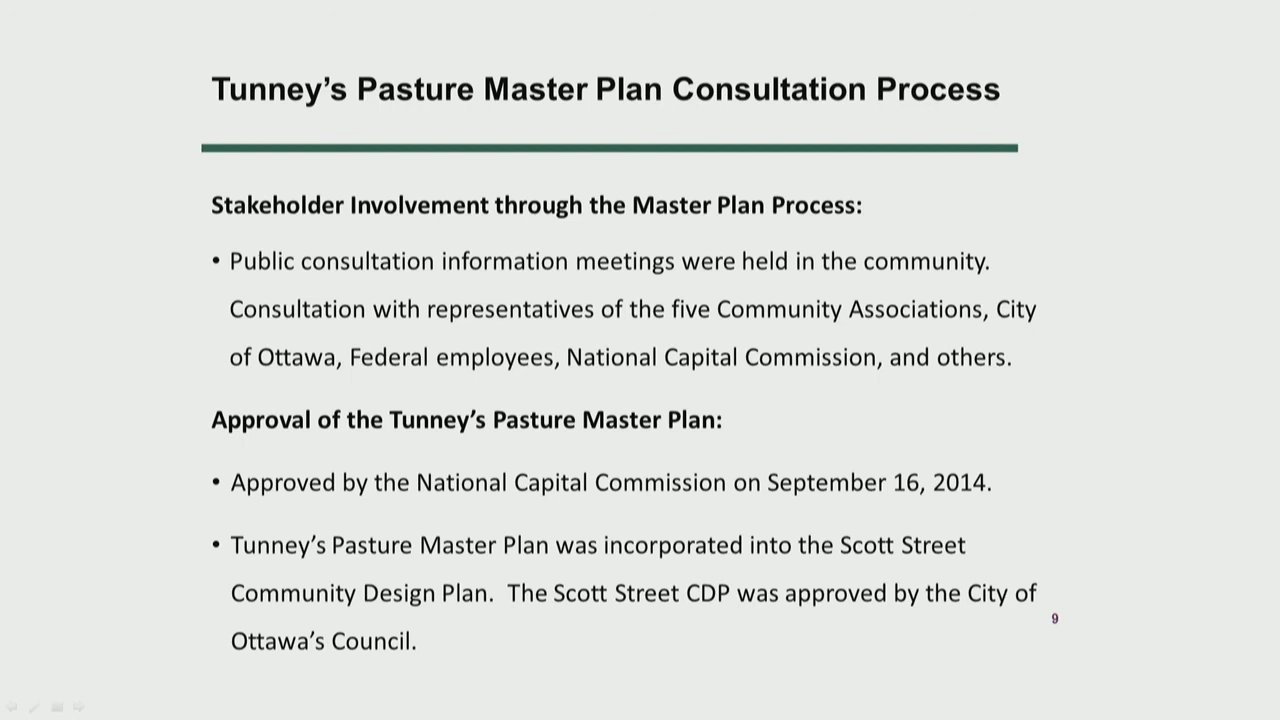 Tunney’s Pasture Master Plan Consultation Process
Stakeholder Involvement through the Master Plan Process:
• Public consultation information meetings were held in the community.
Consultation with representatives of the five Community Associations, City
of Ottawa, Federal employees, National Capital Commission, and others.
Approval of the Tunney’s Pasture Master Plan:
• Approved by the National Capital Commission on September 16, 2014.
• Tunney’s Pasture Master Plan was incorporated into the Scott Street
Community Design Plan.  The Scott Street CDP was approved by the City of
Ottawa’s Council.
9